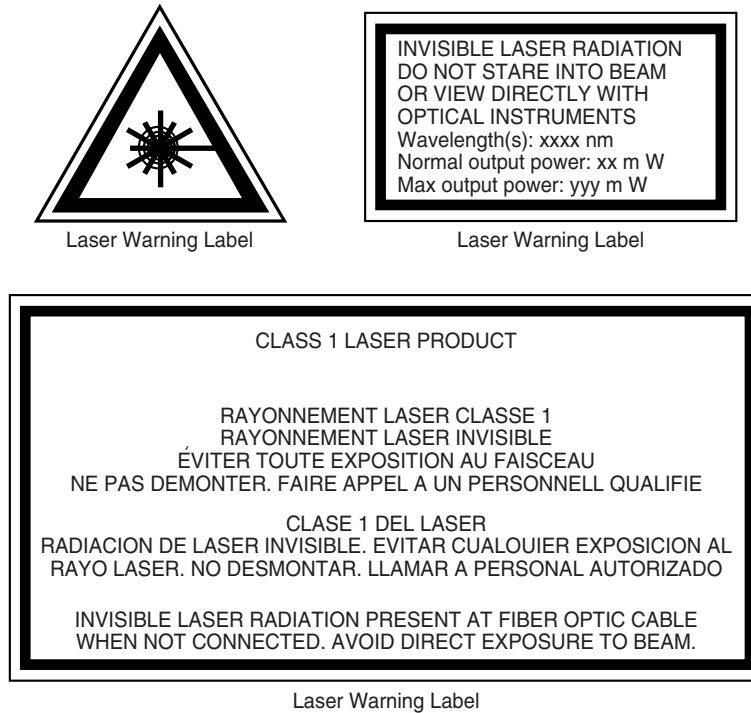 INVISIBLE LASER RADIATION
DO NOT STARE INTO BEAM
OR VIEW DIRECTLY WITH
OPTICAL INSTRUMENTS
Wavelength(s): xxxx nm
Normal output power: xx m W
Max output power: yyy m W
Laser Warning Label
Laser Warning Label
CLASS 1 LASER PRODUCT
RAYONNEMENT LASER CLASSE 1
RAYONNEMENT LASER INVISIBLE
ÉVITER TOUTE EXPOSITION AU FAISCEAU
NE PAS DEMONTER. FAIRE APPEL A UN PERSONNELL QUALIFIE
CLASE 1 DEL LASER
RADIACION DE LASER INVISIBLE. EVITAR CUALOUIER EXPOSICION AL
RAYO LASER. NO DESMONTAR. LLAMAR A PERSONAL AUTORIZADO
INVISIBLE LASER RADIATION PRESENT AT FIBER OPTIC CABLE
WHEN NOT CONNECTED. AVOID DIRECT EXPOSURE TO BEAM.
Laser Warning Label